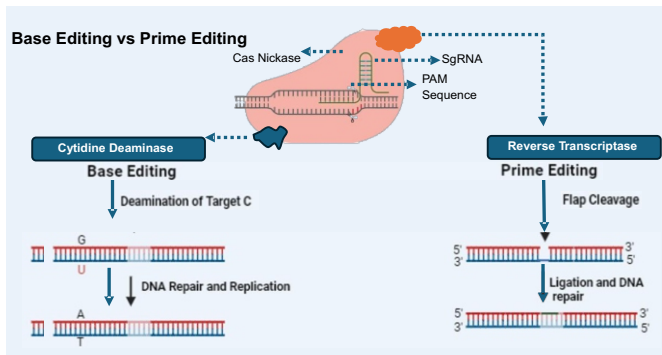 Base Editing vs Prime Editing
Cas Nickase
SgRNA
PAM
Sequence
Cytidine Deaminase
Base Editing
Deamination of Target C
G
U
DNA Repair and Replication
A
T
Reverse Transcriptase
Prime Editing
Flap Cleavage
5' 3'
3' 5'
Ligation and DNA
repair
5' 3'
3' 5'